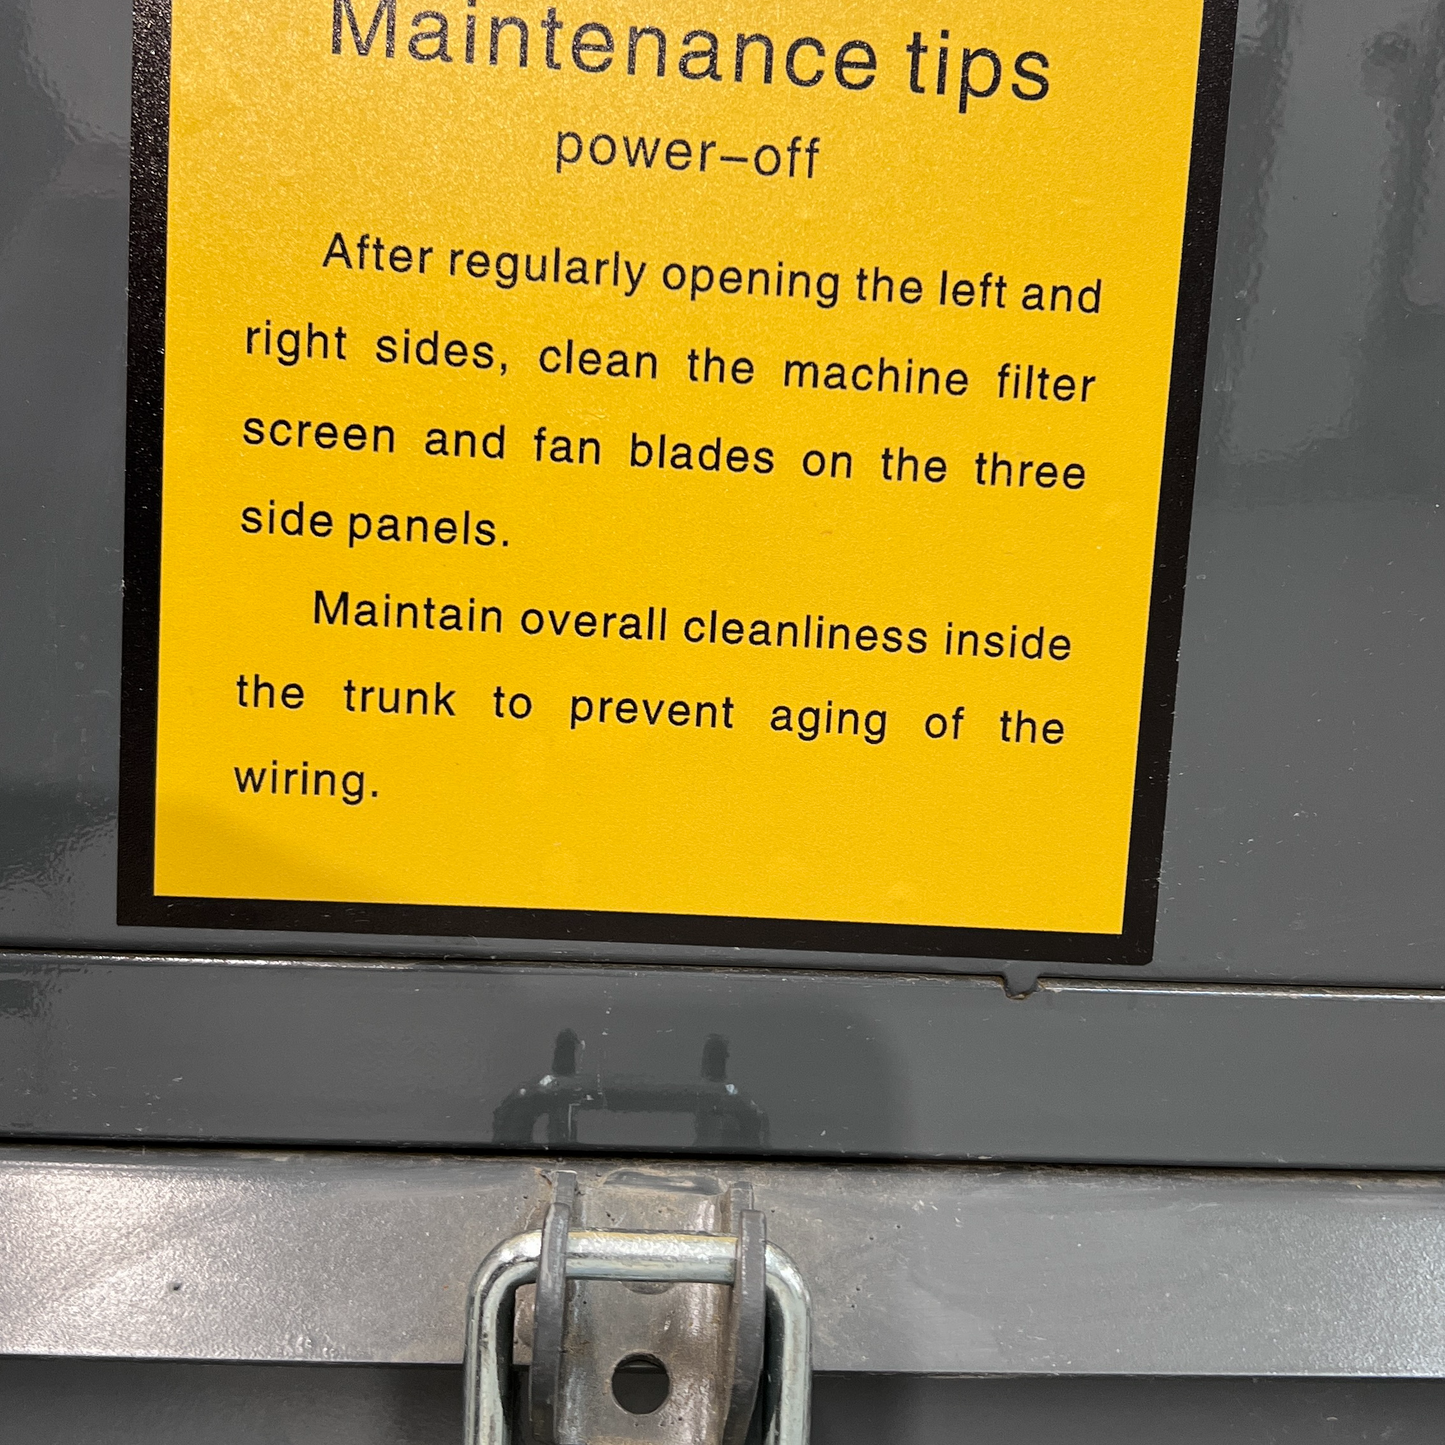 Maintenance tips
power–off
After regularly opening the left and
right sides, clean the machine filter
screen and fan blades on the three
side panels.
Maintain overall cleanliness inside
the trunk to prevent aging of the
wiring.